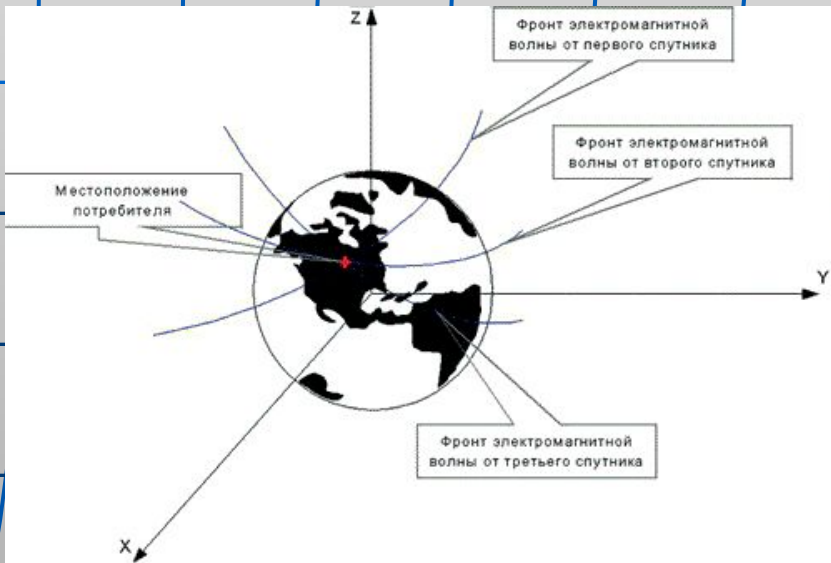 Z
Фронт электромагнитной
волны от первого спутника
Фронт электромагнитной
волны от второго спутника
Местоположение
потребителя
Y
Фронт электромагнитной
волны от третьего спутника
X